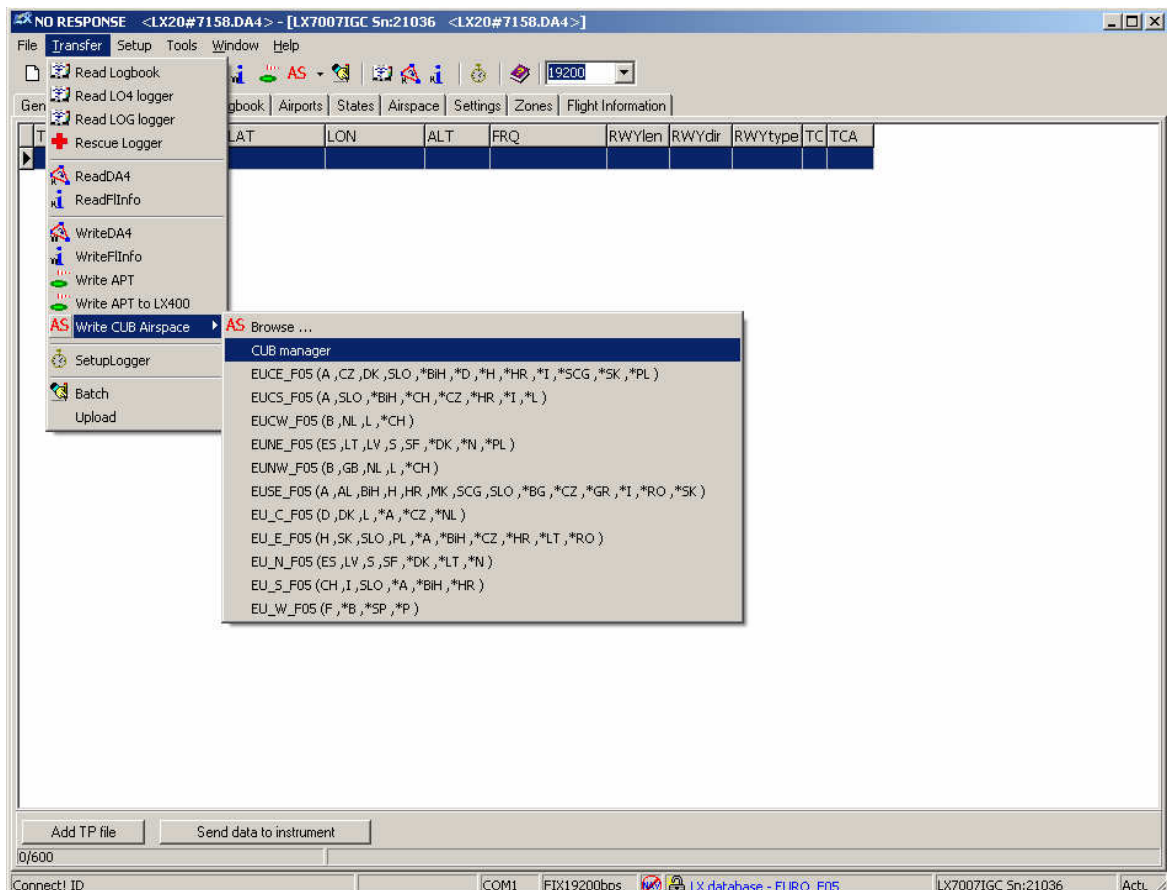 NO RESPONSE <LX20#7158.DA4> - [LX7007IGC Sn:21036 <LX20#7158.DA4>]
File Transfer Setup Tools Window Help
AS 19200
Gen gbook Airports States Airspace Settings Zones Flight Information
T LAT LON ALT FRQ RWYlen RWYdir RWYtype TC TCA
Read Logbook
Read LO4 logger
Read LOG logger
Rescue Logger
ReadDA4
ReadFlInfo
WriteDA4
WriteFlInfo
Write APT
Write APT to LX400
AS Write CUB Airspace
SetupLogger
Batch
Upload
AS Browse ...
CUB manager
EUCE_F05 (A ,CZ ,DK ,SLO ,*BiH ,*D ,*H ,*HR ,*I ,*SCG ,*SK ,*PL )
EUCS_F05 (A ,SLO ,*BiH ,*CH ,*CZ ,*HR ,*I ,*L )
EUCW_F05 (B ,NL ,L ,*CH )
EUNE_F05 (ES ,LT ,LV ,S ,SF ,*DK ,*N ,*PL )
EUNW_F05 (B ,GB ,NL ,L ,*CH )
EUSE_F05 (A ,AL ,BiH ,H ,HR ,MK ,SCG ,SLO ,*BG ,*CZ ,*GR ,*I ,*RO ,*SK )
EU_C_F05 (D ,DK ,L ,*A ,*CZ ,*NL )
EU_E_F05 (H ,SK ,SLO ,PL ,*A ,*BiH ,*CZ ,*HR ,*LT ,*RO )
EU_N_F05 (ES ,LV ,S ,SF ,*DK ,*LT ,*N )
EU_S_F05 (CH ,I ,SLO ,*A ,*BiH ,*HR )
EU_W_F05 (F ,*B ,*SP ,*P )
Add TP file Send data to instrument
0/600
Connect! ID COM1 FIX19200bps LX database - EURO_F05 LX7007IGC Sn:21036 Actu